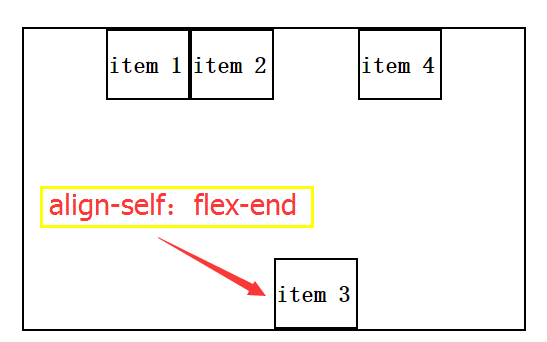 item 1 item 2 item 4
align-self：flex-end
item 3